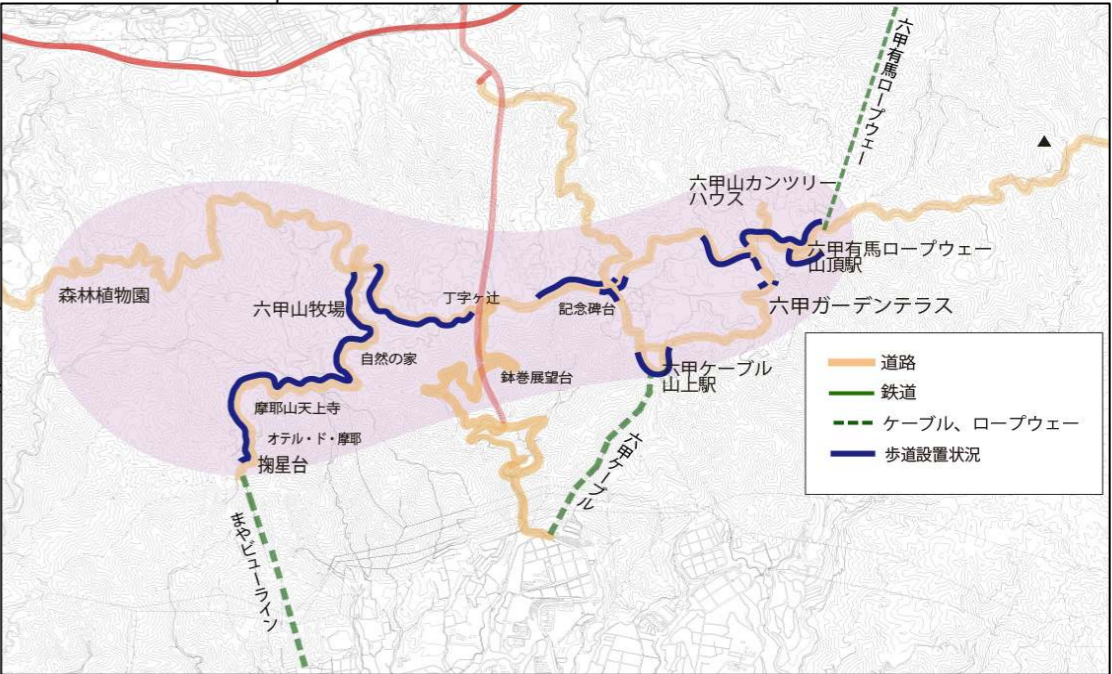 六甲有馬ロープウェー
六甲山カンツリー
ハウス
六甲有馬ロープウェー
山頂駅
森林植物園
六甲山牧場
丁字ヶ辻
記念碑台
六甲ガーデンテラス
自然の家
鉢巻展望台
六甲ケーブル
山上駅
摩耶山天上寺
オテル・ド・摩耶
掬星台
六甲ケーブル
まやビューライン
道路
鉄道
ケーブル、ロープウェー
歩道設置状況